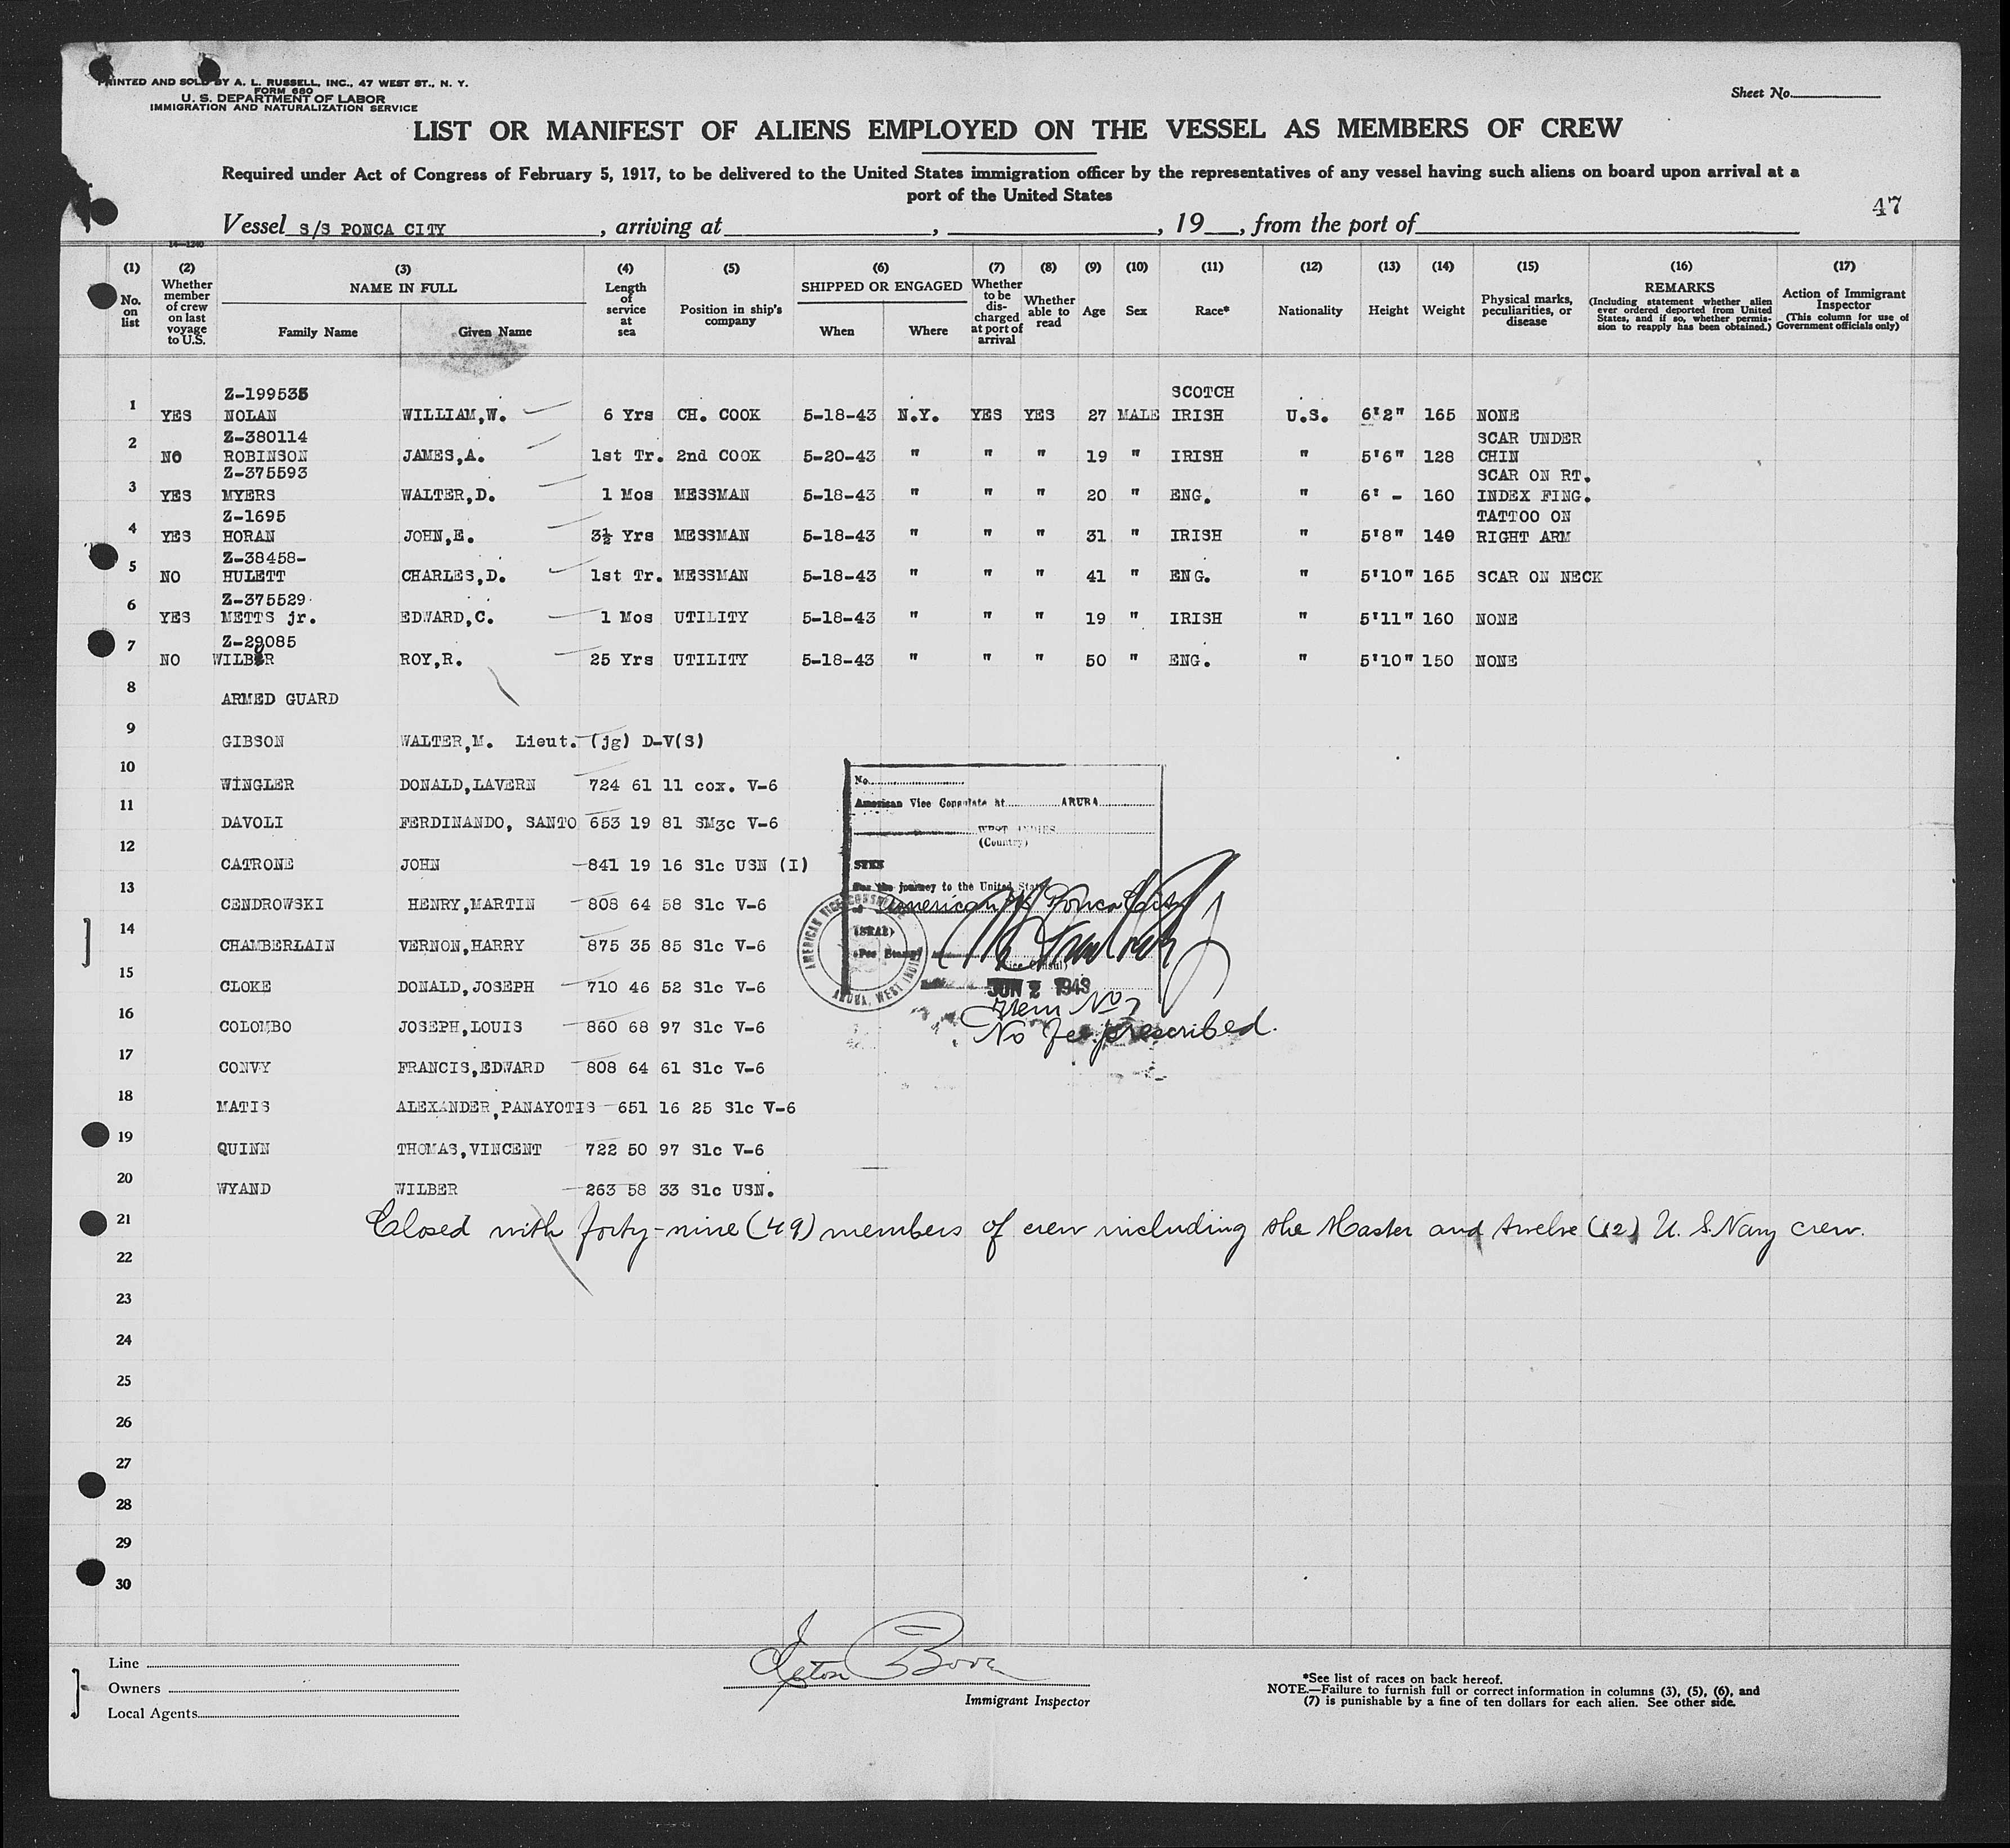 PRINTED AND SOLD BY A. L. RUSSELL, INC., 47 WEST ST., N. Y.
FORM 680
U. S. DEPARTMENT OF LABOR
IMMIGRATION AND NATURALIZATION SERVICE
Sheet No.
LIST OR MANIFEST OF ALIENS EMPLOYED ON THE VESSEL AS MEMBERS OF CREW
Required under Act of Congress of February 5, 1917, to be delivered to the United States immigration officer by the representatives of any vessel having such aliens on board upon arrival at a
port of the United States
47
Vessel S/S PONCA CITY, arriving at , , 19 , from the port of
14—1240
(1) No. on list
(2) Whether member of crew on last voyage to U.S.
(3) NAME IN FULL Family Name Given Name
(4) Length of service at sea
(5) Position in ship's company
(6) SHIPPED OR ENGAGED When Where
(7) Whether to be discharged at port of arrival
(8) Whether able to read
(9) Age
(10) Sex
(11) Race*
(12) Nationality
(13) Height
(14) Weight
(15) Physical marks, peculiarities, or disease
(16) REMARKS (Including statement whether alien ever ordered deported from United States, and if so, whether permission to reapply has been obtained.)
(17) Action of Immigrant Inspector (This column for use of Government officials only)
Z-199535 SCOTCH
1 YES NOLAN WILLIAM,W. 6 Yrs CH. COOK 5-18-43 N.Y. YES YES 27 MALE IRISH U.S. 6'2" 165 NONE
Z-380114 SCAR UNDER
2 NO ROBINSON JAMES,A. 1st Tr. 2nd COOK 5-20-43 " " " 19 " IRISH " 5'6" 128 CHIN
Z-375593 SCAR ON RT.
3 YES MYERS WALTER,D. 1 Mos MESSMAN 5-18-43 " " " 20 " ENG. " 6' - 160 INDEX FING.
Z-1695 TATTOO ON
4 YES HORAN JOHN,E. 3½ Yrs MESSMAN 5-18-43 " " " 31 " IRISH " 5'8" 149 RIGHT ARM
Z-38458-
5 NO HULETT CHARLES,D. 1st Tr. MESSMAN 5-18-43 " " " 41 " ENG. " 5'10" 165 SCAR ON NECK
Z-375529
6 YES METTS jr. EDWARD,C. 1 Mos UTILITY 5-18-43 " " " 19 " IRISH " 5'11" 160 NONE
Z-29085
7 NO WILBER ROY,R. 25 Yrs UTILITY 5-18-43 " " " 50 " ENG. " 5'10" 150 NONE
8 ARMED GUARD
9 GIBSON WALTER,M. Lieut. (jg) D-V(S)
10 WINGLER DONALD,LAVERN 724 61 11 cox. V-6
11 DAVOLI FERDINANDO, SANTO 653 19 81 SM3c V-6
12 CATRONE JOHN 841 19 16 S1c USN (I)
13 CENDROWSKI HENRY,MARTIN 808 64 58 S1c V-6
14 CHAMBERLAIN VERNON,HARRY 875 35 85 S1c V-6
15 CLOKE DONALD,JOSEPH 710 46 52 S1c V-6
16 COLOMBO JOSEPH,LOUIS 860 68 97 S1c V-6
17 CONVY FRANCIS,EDWARD 808 64 61 S1c V-6
18 MATIS ALEXANDER,PANAYOTIS 651 16 25 S1c V-6
19 QUINN THOMAS,VINCENT 722 50 97 S1c V-6
20 WYAND WILBER 263 58 33 S1c USN.
No.
American Vice Consulate at ARUBA
WEST INDIES
(Country)
SEEN
For the journey to the United States
American SS Ponca City
(SEAL)
(Fee Stamp)
(Vice Consul)
AMERICAN VICE CONSULATE
ARUBA, WEST INDIES
JUN 2 1943
Item No 7
No fee prescribed.
21 Closed with forty-nine (49) members of crew including the Master and twelve (12) U. S. Navy crew.
22
23
24
25
26
27
28
29
30
Line
Owners
Local Agents
Immigrant Inspector
*See list of races on back hereof.
NOTE.—Failure to furnish full or correct information in columns (3), (5), (6), and
(7) is punishable by a fine of ten dollars for each alien. See other side.